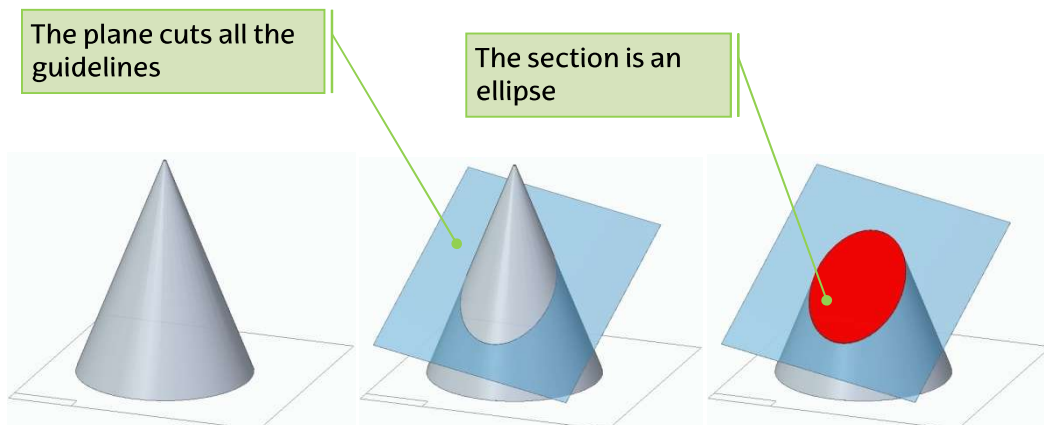 The plane cuts all the
guidelines
The section is an
ellipse